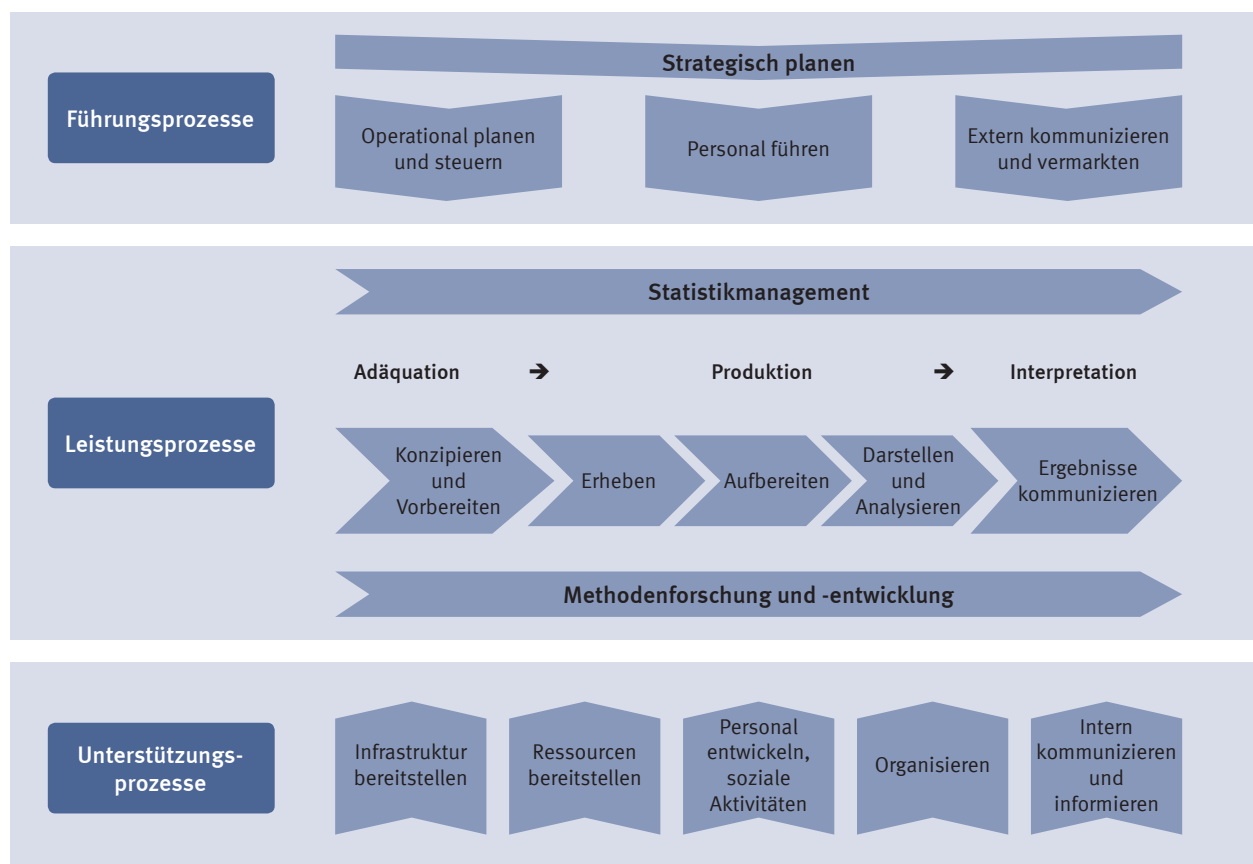 Führungsprozesse
Strategisch planen
Operational planen
und steuern
Personal führen
Extern kommunizieren
und vermarkten
Leistungsprozesse
Statistikmanagement
Adäquation ➔ Produktion ➔ Interpretation
Konzipieren
und
Vorbereiten
Erheben
Aufbereiten
Darstellen
und
Analysieren
Ergebnisse
kommunizieren
Methodenforschung und -entwicklung
Unterstützungs-
prozesse
Infrastruktur
bereitstellen
Ressourcen
bereitstellen
Personal
entwickeln,
soziale
Aktivitäten
Organisieren
Intern
kommunizieren
und
informieren